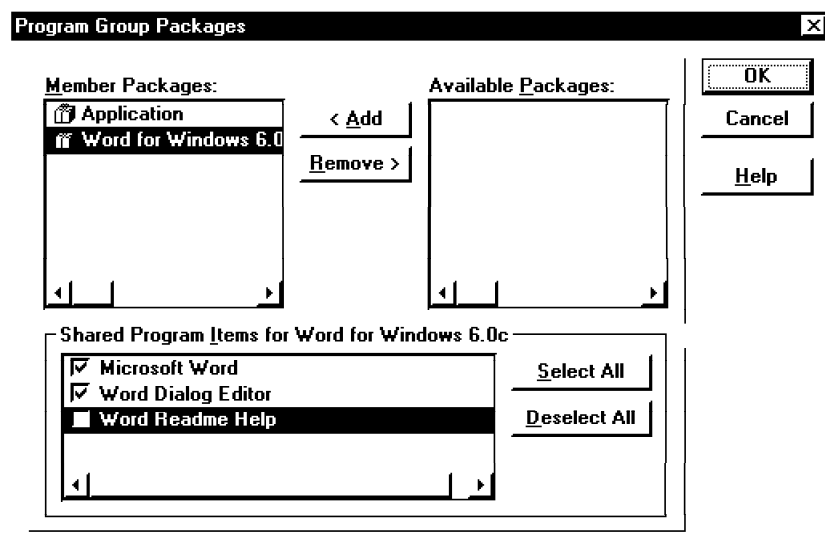 Program Group Packages
Member Packages:
Application
Word for Windows 6.0
< Add
Remove >
Available Packages:
OK
Cancel
Help
Shared Program Items for Word for Windows 6.0c
Microsoft Word
Word Dialog Editor
Word Readme Help
Select All
Deselect All